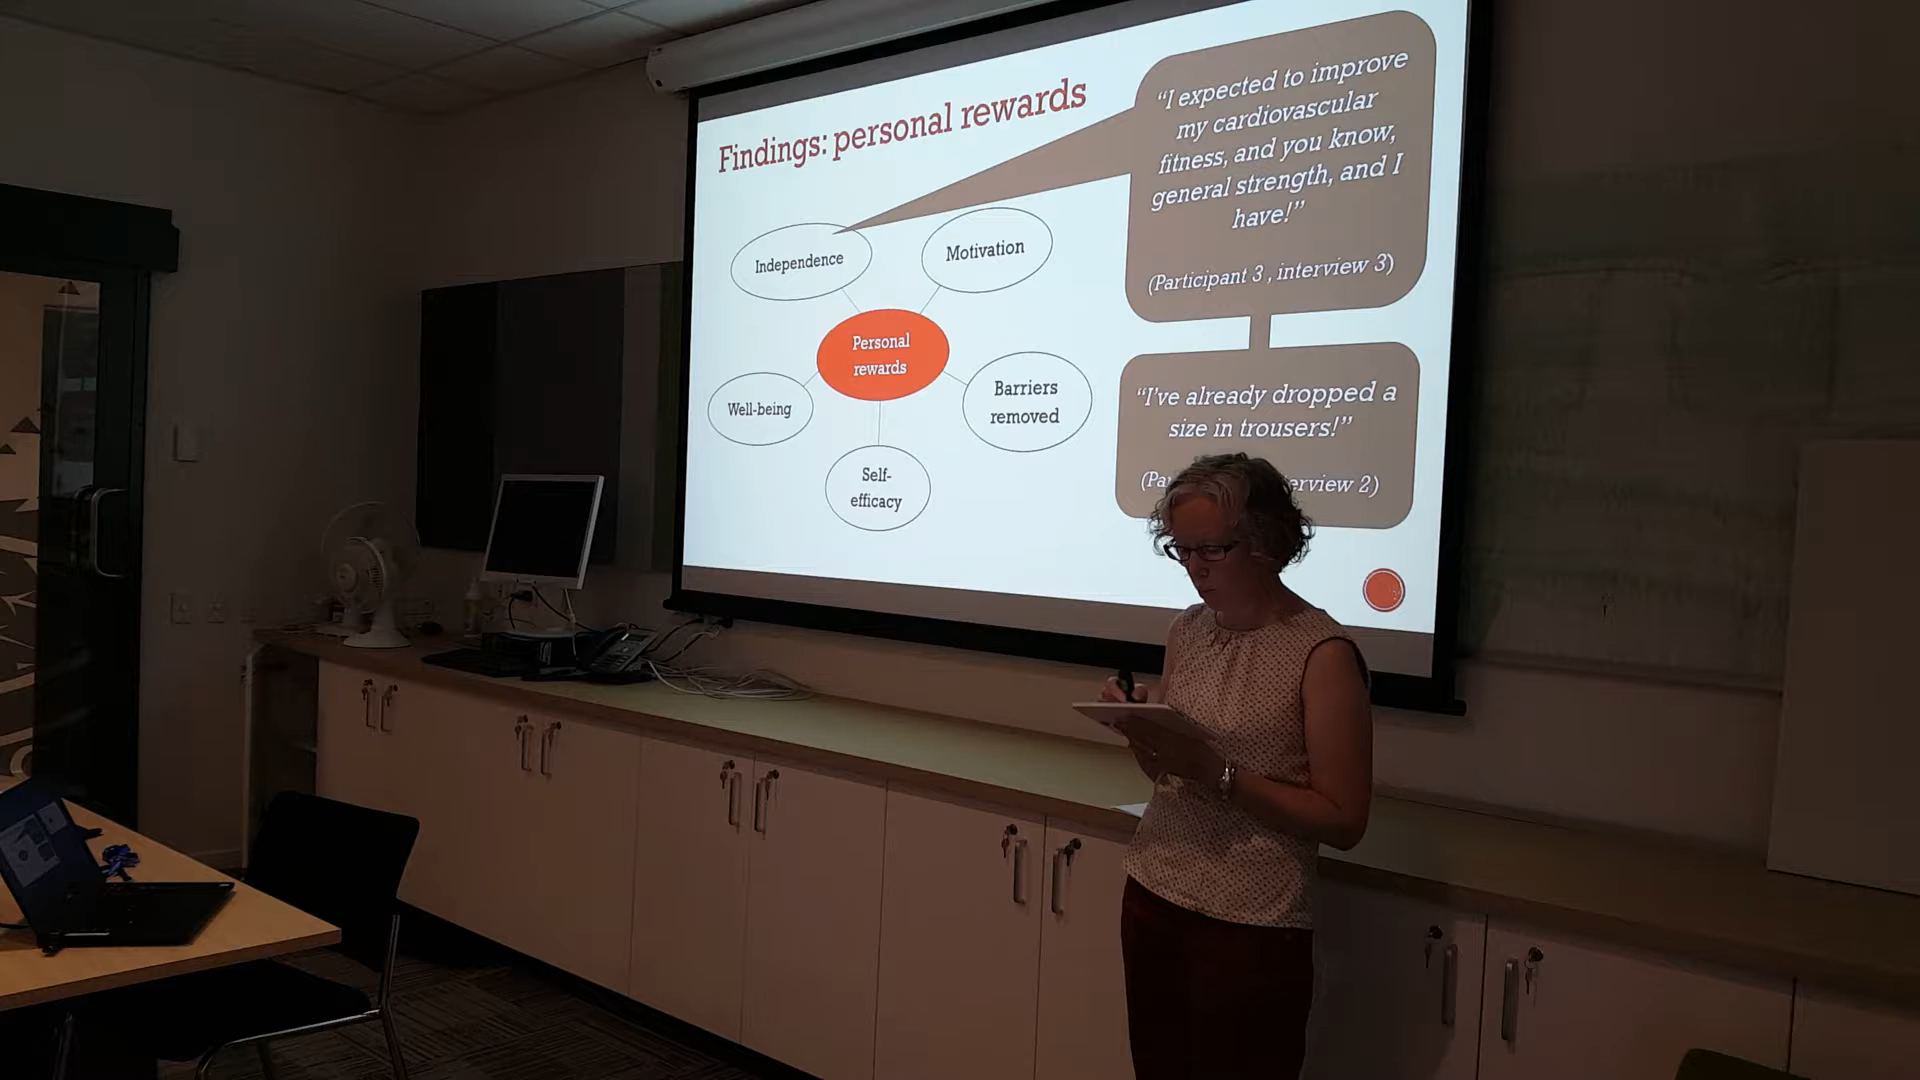 Findings: personal rewards
“I expected to improve
my cardiovascular
fitness, and you know,
general strength, and I
have!”
(Participant 3 , interview 3)
Independence
Motivation
Personal
rewards
Well-being
Barriers
removed
Self-
efficacy
“I’ve already dropped a
size in trousers!”
interview 2)